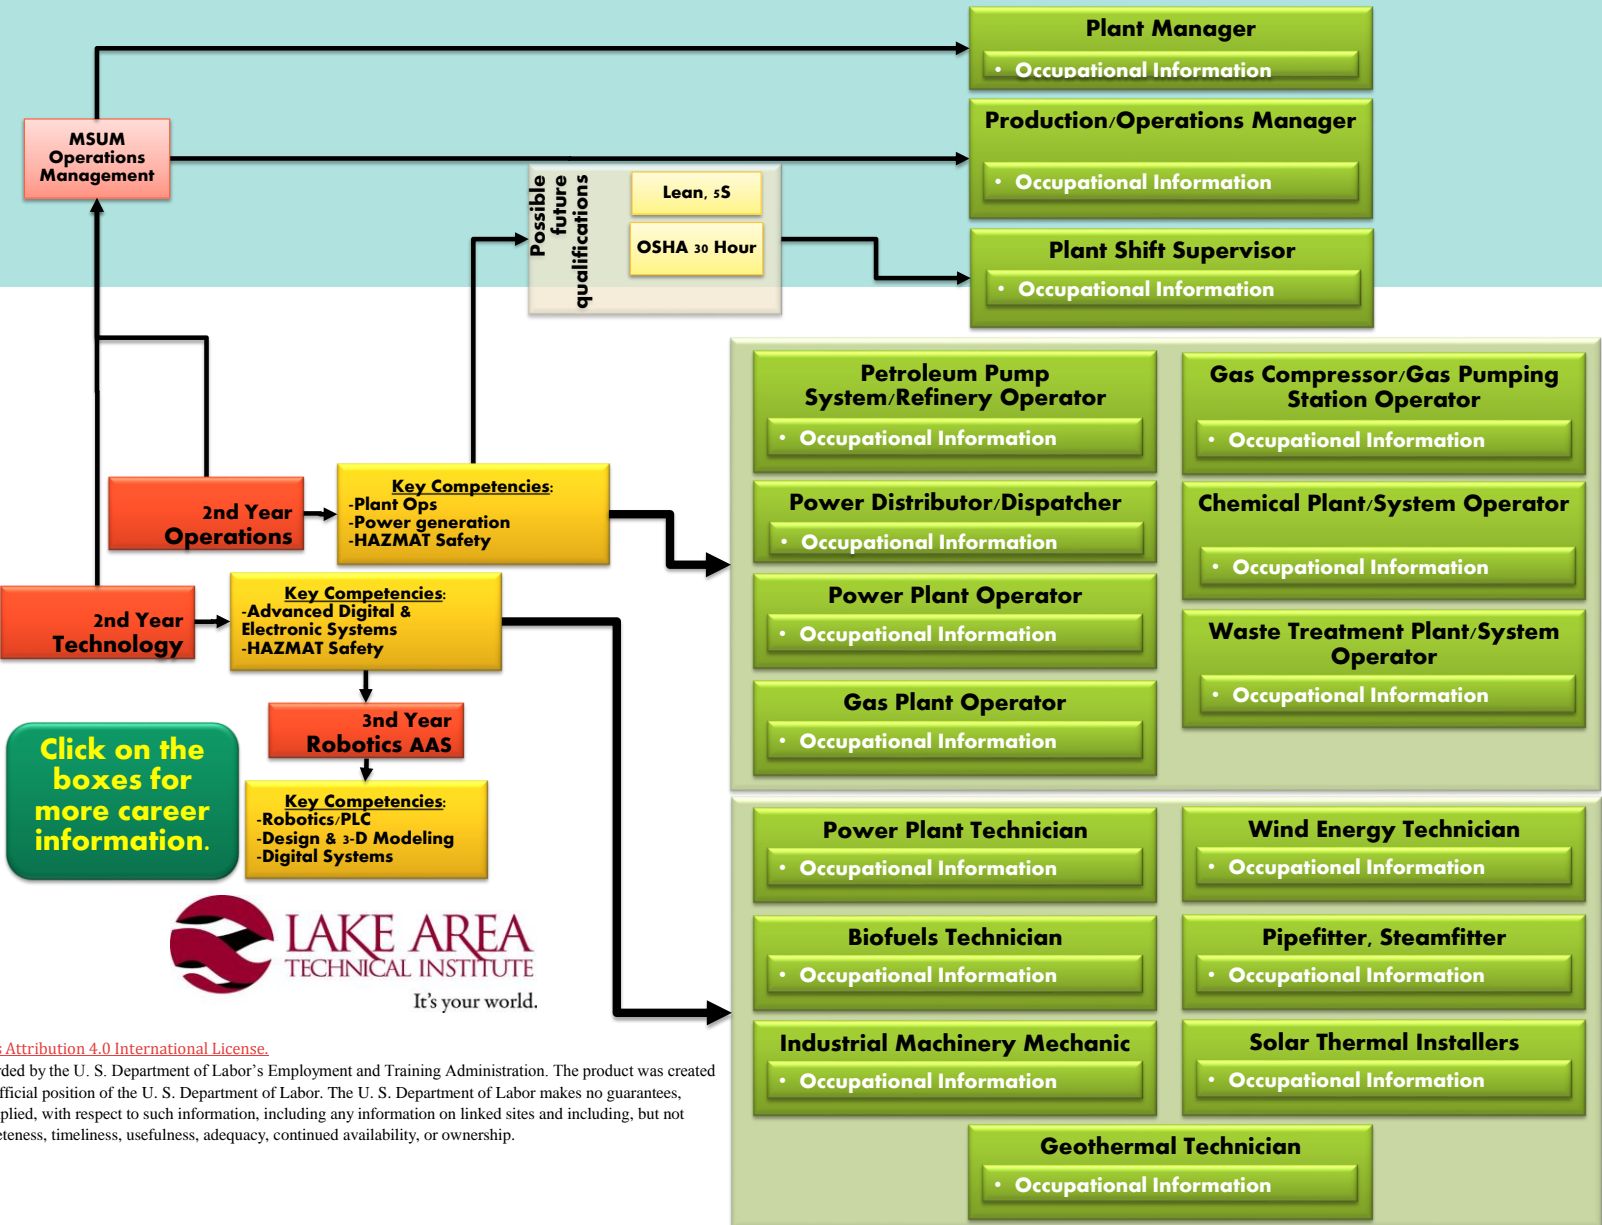 Plant Manager
• Occupational Information
MSUM
Operations
Management
Production/Operations Manager
• Occupational Information
Possible
future
qualifications
Lean, 5S
OSHA 30 Hour
Plant Shift Supervisor
• Occupational Information
Petroleum Pump
System/Refinery Operator
• Occupational Information
Gas Compressor/Gas Pumping
Station Operator
• Occupational Information
2nd Year
Operations
Key Competencies:
-Plant Ops
-Power generation
-HAZMAT Safety
Power Distributor/Dispatcher
• Occupational Information
Chemical Plant/System Operator
• Occupational Information
2nd Year
Technology
Key Competencies:
-Advanced Digital &
Electronic Systems
-HAZMAT Safety
Power Plant Operator
• Occupational Information
Waste Treatment Plant/System
Operator
• Occupational Information
Gas Plant Operator
• Occupational Information
3nd Year
Robotics AAS
Click on the
boxes for
more career
information.
Key Competencies:
-Robotics/PLC
-Design & 3-D Modeling
-Digital Systems
Power Plant Technician
• Occupational Information
Wind Energy Technician
• Occupational Information
Biofuels Technician
• Occupational Information
Pipefitter, Steamfitter
• Occupational Information
Industrial Machinery Mechanic
• Occupational Information
Solar Thermal Installers
• Occupational Information
Geothermal Technician
• Occupational Information
LAKE AREA
TECHNICAL INSTITUTE
It's your world.
s Attribution 4.0 International License.
ded by the U. S. Department of Labor's Employment and Training Administration. The product was created
fficial position of the U. S. Department of Labor. The U. S. Department of Labor makes no guarantees,
plied, with respect to such information, including any information on linked sites and including, but not
eteness, timeliness, usefulness, adequacy, continued availability, or ownership.